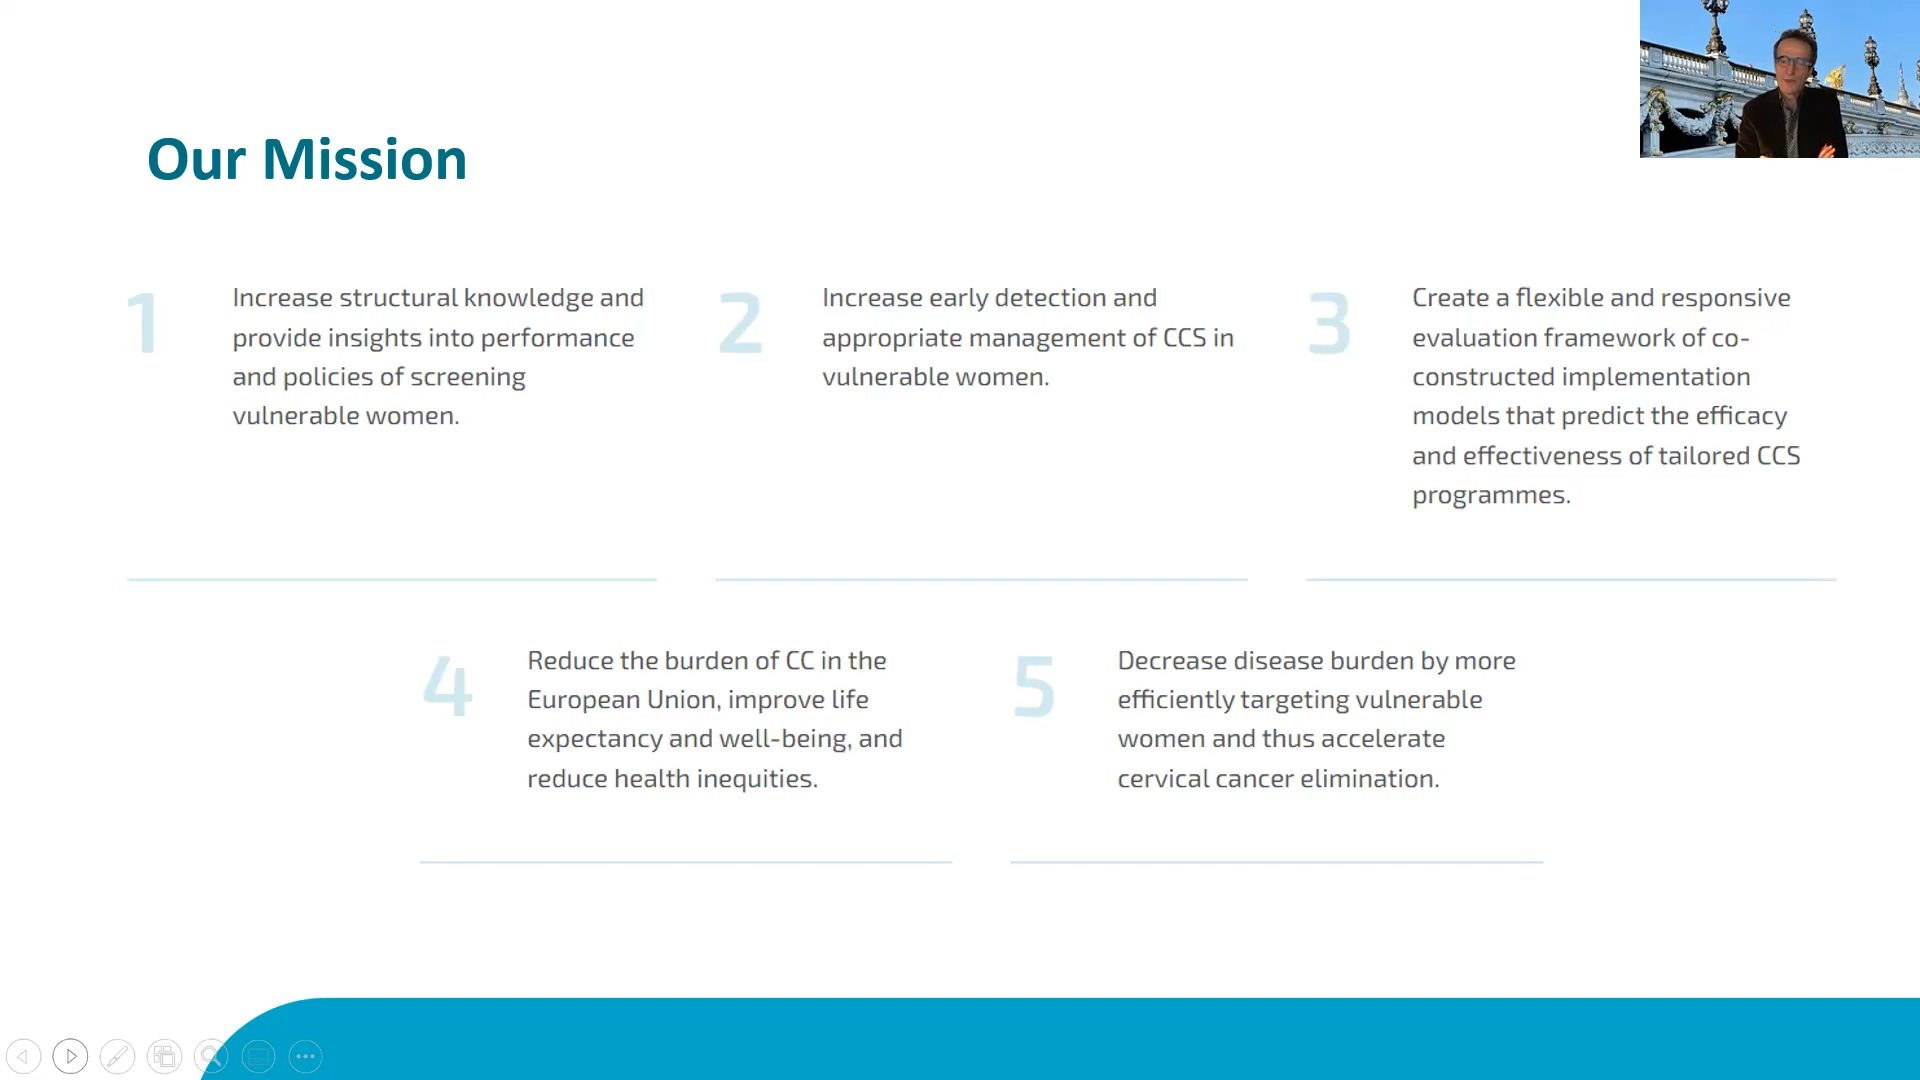 Our Mission
1
Increase structural knowledge and
provide insights into performance
and policies of screening
vulnerable women.
2
Increase early detection and
appropriate management of CCS in
vulnerable women.
3
Create a flexible and responsive
evaluation framework of co-
constructed implementation
models that predict the efficacy
and effectiveness of tailored CCS
programmes.
4
Reduce the burden of CC in the
European Union, improve life
expectancy and well-being, and
reduce health inequities.
5
Decrease disease burden by more
efficiently targeting vulnerable
women and thus accelerate
cervical cancer elimination.